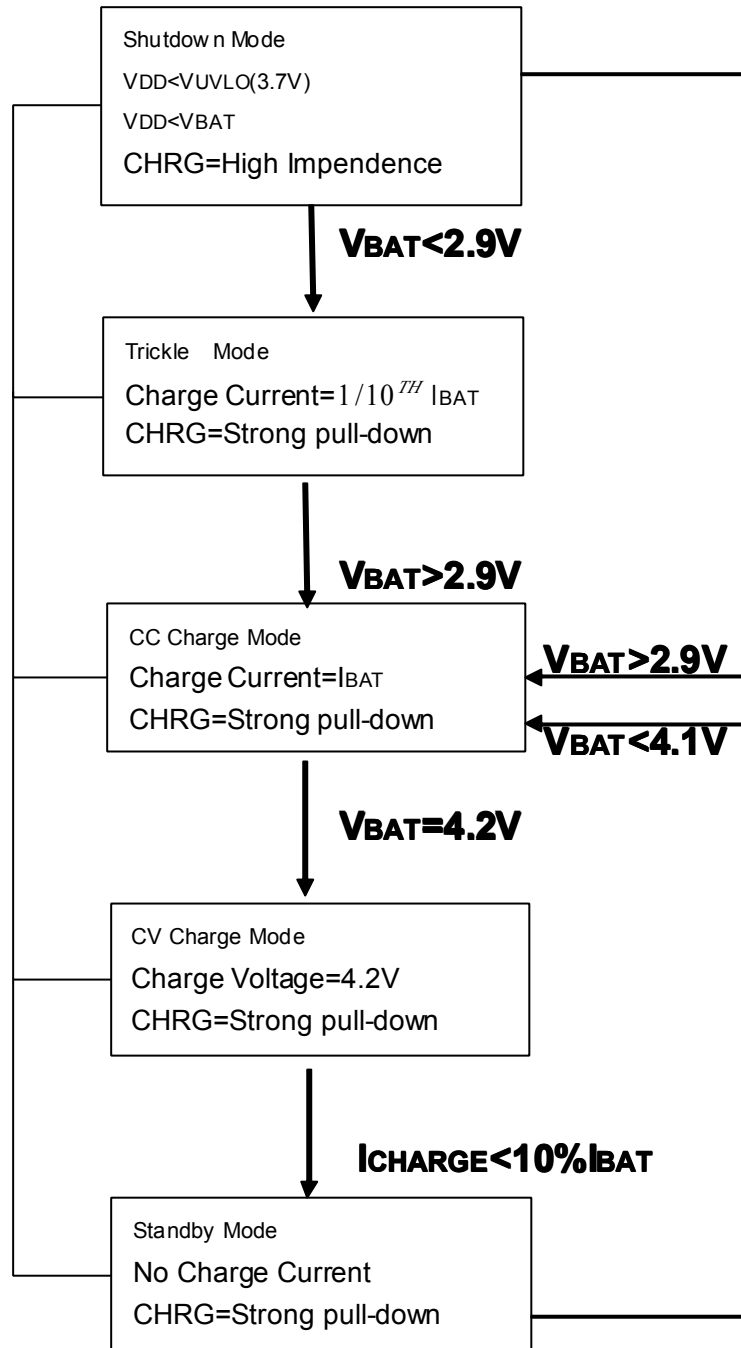 Shutdown Mode
VDD<VUVLO(3.7V)
VDD<VBAT
CHRG=High Impendence
VBAT<2.9V
Trickle Mode
Charge Current=1/10TH IBAT
CHRG=Strong pull-down
VBAT>2.9V
CC Charge Mode
Charge Current=IBAT
CHRG=Strong pull-down
VBAT>2.9V
VBAT<4.1V
VBAT=4.2V
CV Charge Mode
Charge Voltage=4.2V
CHRG=Strong pull-down
ICHARGE<10%IBAT
Standby Mode
No Charge Current
CHRG=Strong pull-down